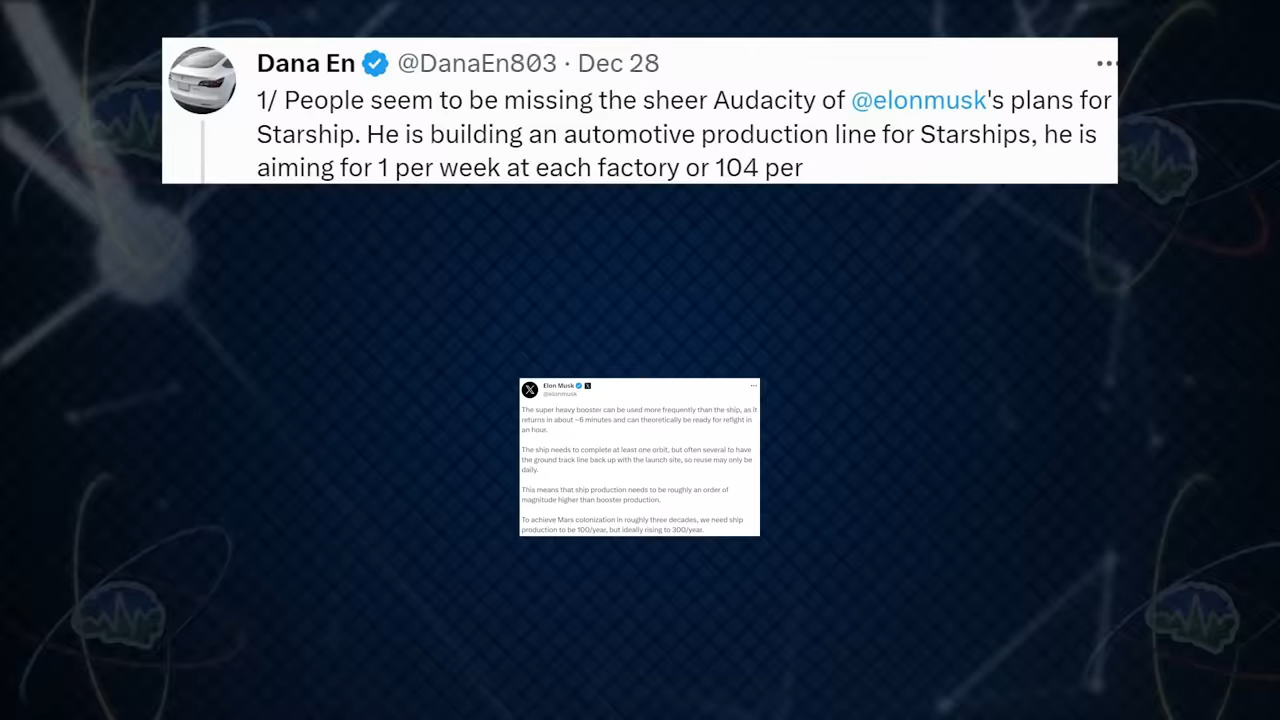 Dana En @DanaEn803 · Dec 28
1/ People seem to be missing the sheer Audacity of @elonmusk's plans for
Starship. He is building an automotive production line for Starships, he is
aiming for 1 per week at each factory or 104 per
Elon Musk
@elonmusk
The super heavy booster can be used more frequently than the ship, as it
returns in about ~6 minutes and can theoretically be ready for reflight in
an hour.
The ship needs to complete at least one orbit, but often several to have
the ground track line back up with the launch site, so reuse may only be
daily.
This means that ship production needs to be roughly an order of
magnitude higher than booster production.
To achieve Mars colonization in roughly three decades, we need ship
production to be 100/year, but ideally rising to 300/year.